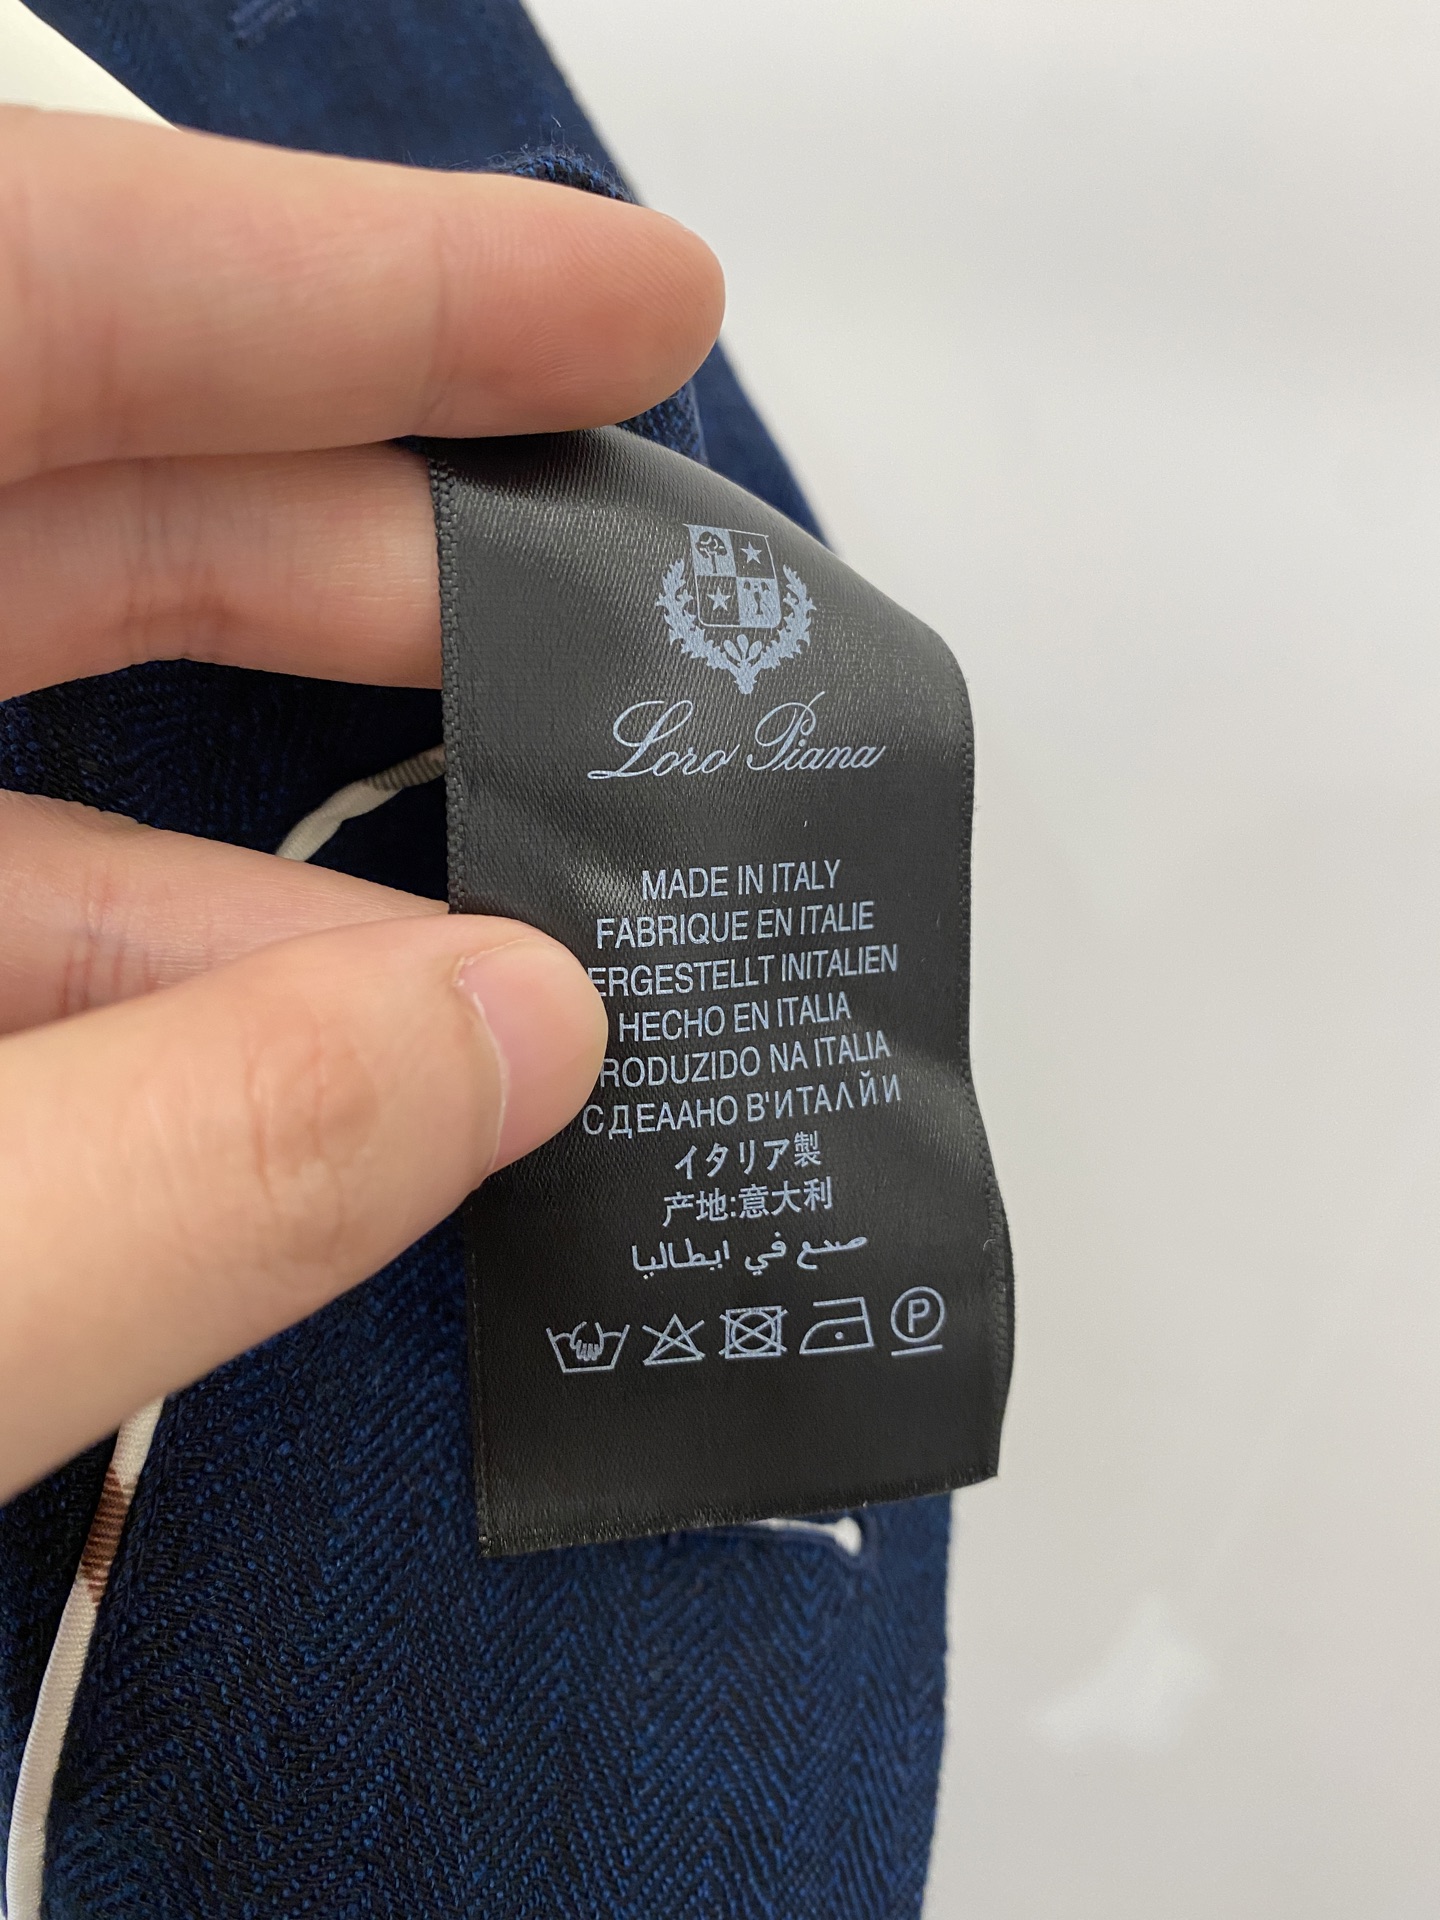 Loro Piana
MADE IN ITALY
FABRIQUE EN ITALIE
ERGESTELLT INITALIEN
HECHO EN ITALIA
RODUZIDO NA ITALIA
СДЕААНО В'ИТАЛЙИ
イタリア製
产地:意大利
صنع في ايطاليا
P